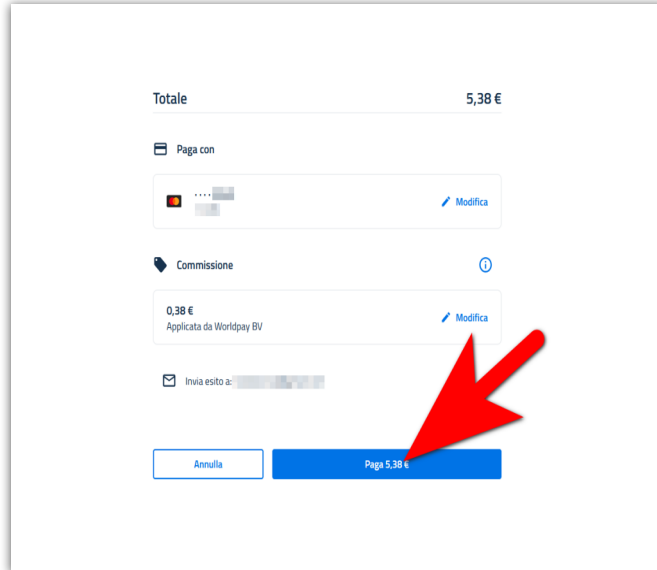 Totale 5,38 €
Paga con
....
Modifica
Commissione
0,38 €
Applicata da Worldpay BV
Modifica
Invia esito a:
Annulla
Paga 5,38 €